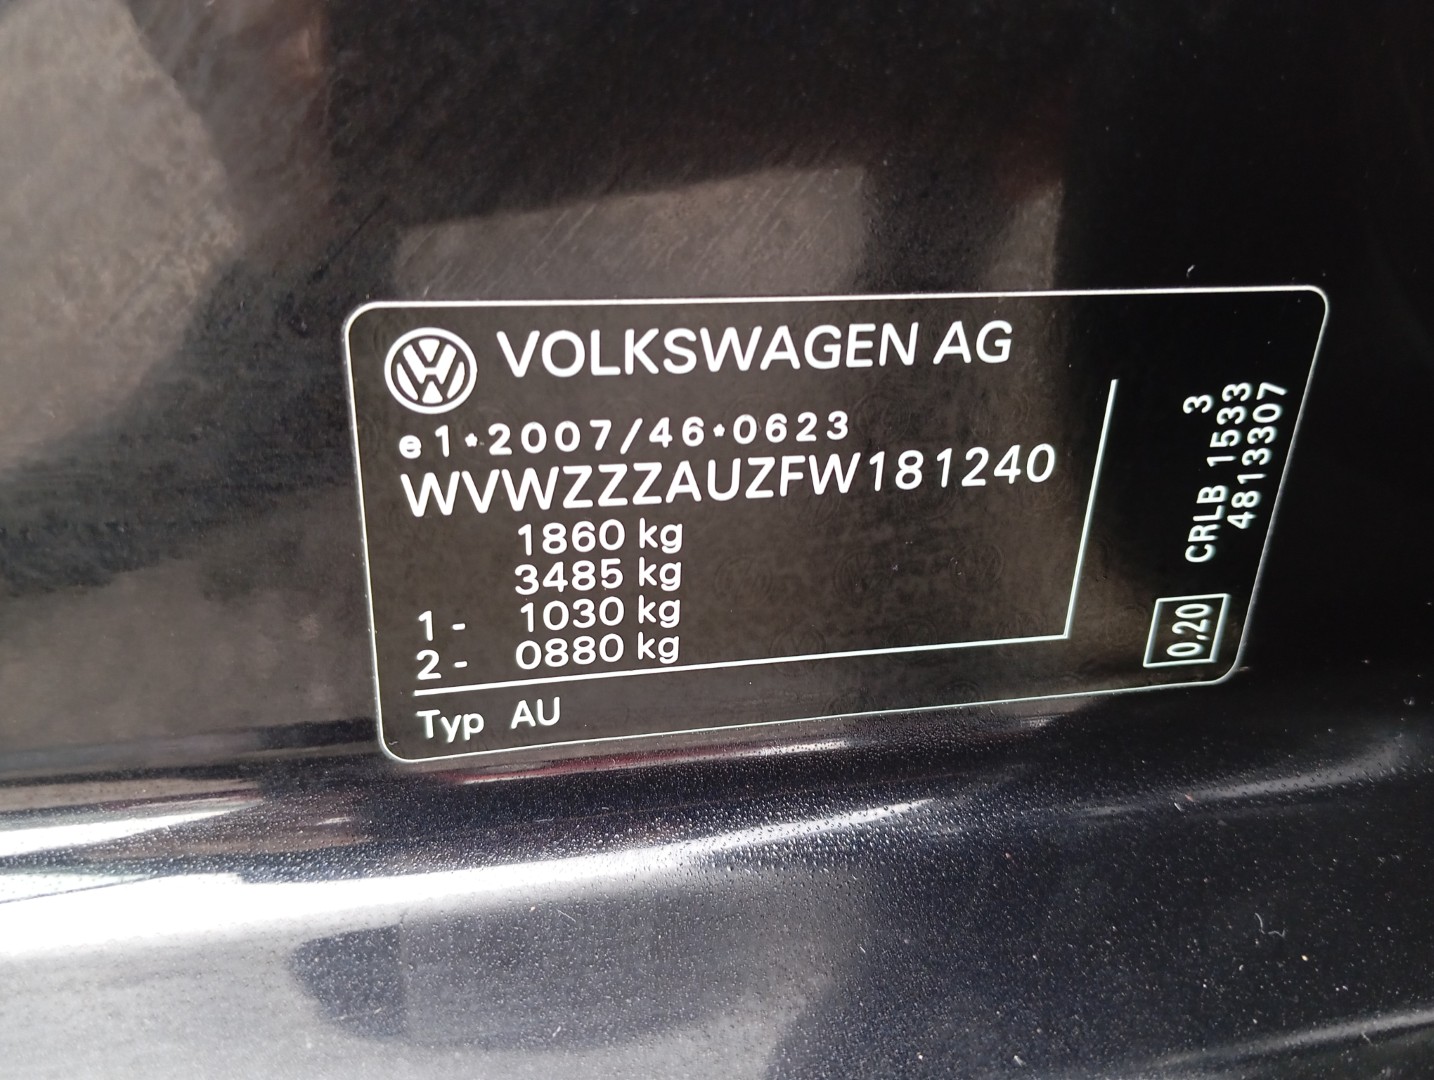 VOLKSWAGEN AG
e1*2007/46*0623
WVWZZZAUZFW181240
1860 kg
3485 kg
1 - 1030 kg
2 - 0880 kg
Typ AU
3
CRLB 1533
4813307
0,20